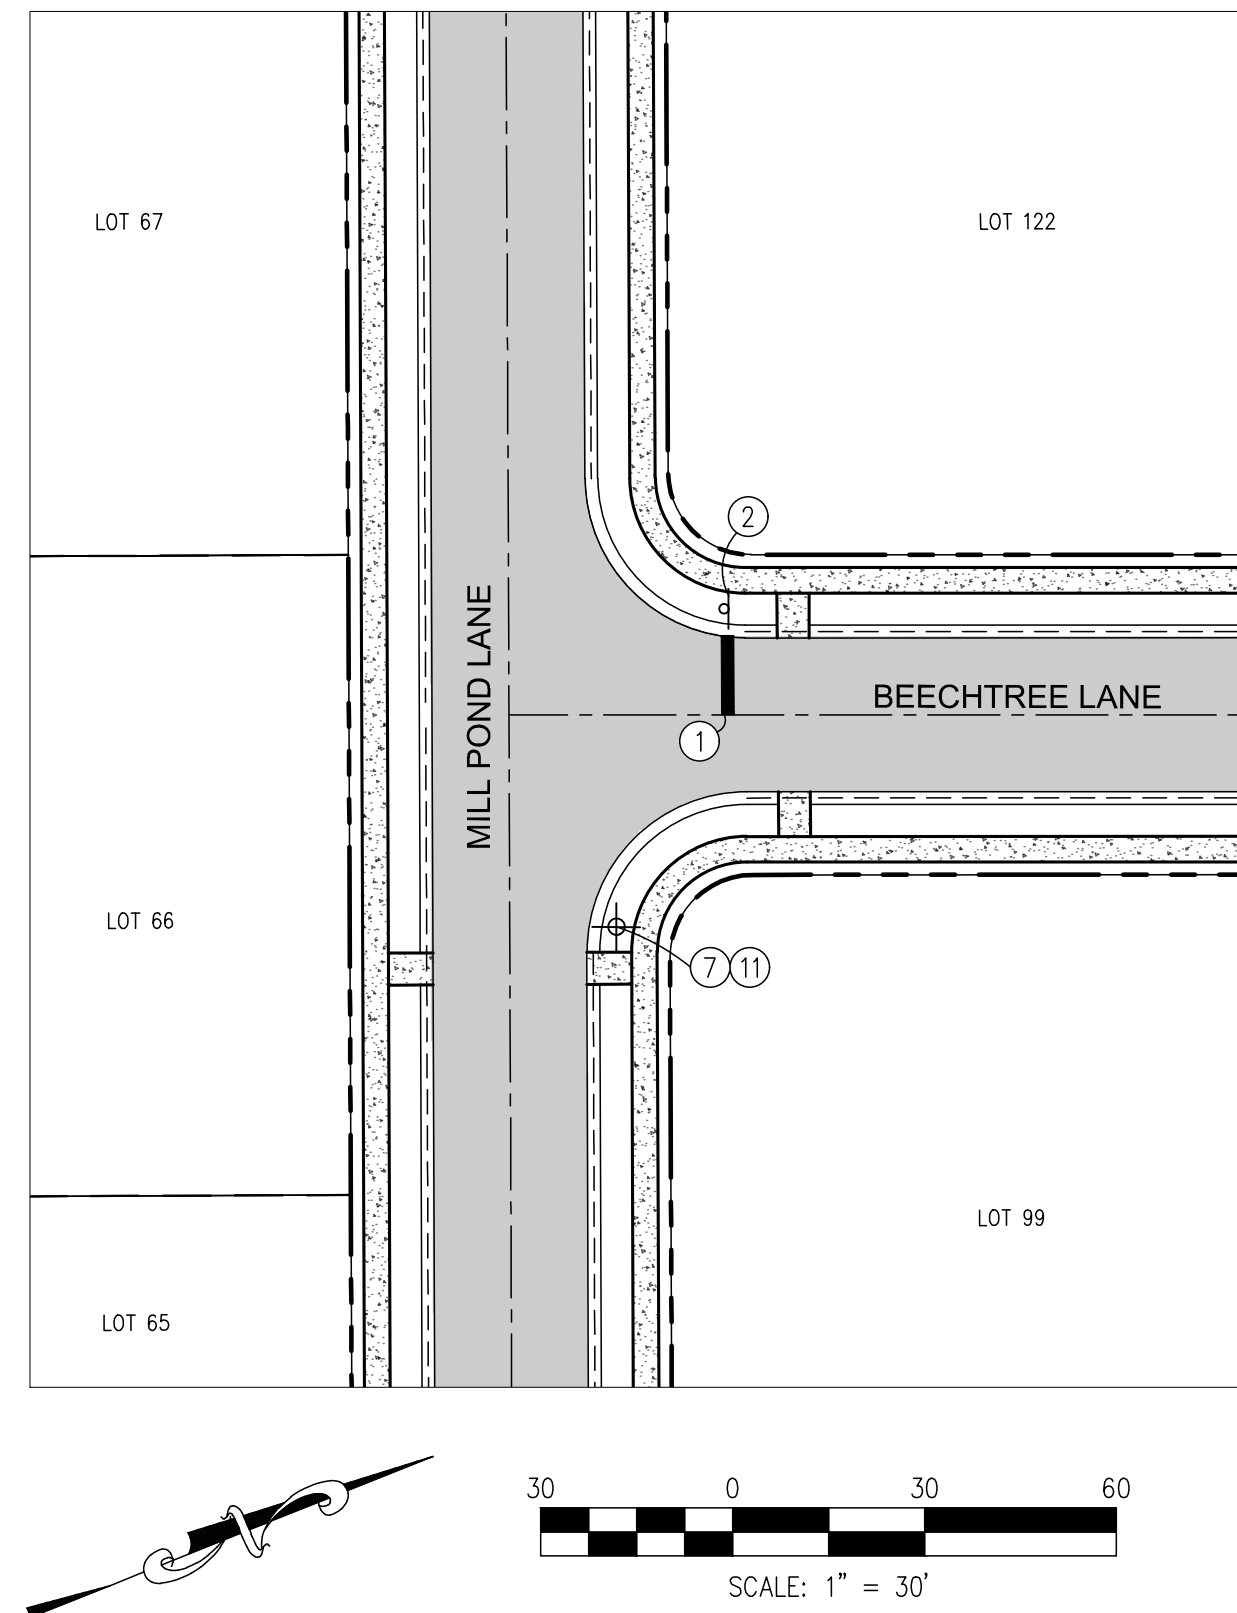 LOT 67
LOT 122
2
MILL POND LANE
BEECHTREE LANE
1
LOT 66
7 11
LOT 99
LOT 65
N
30 0 30 60
SCALE: 1" = 30'